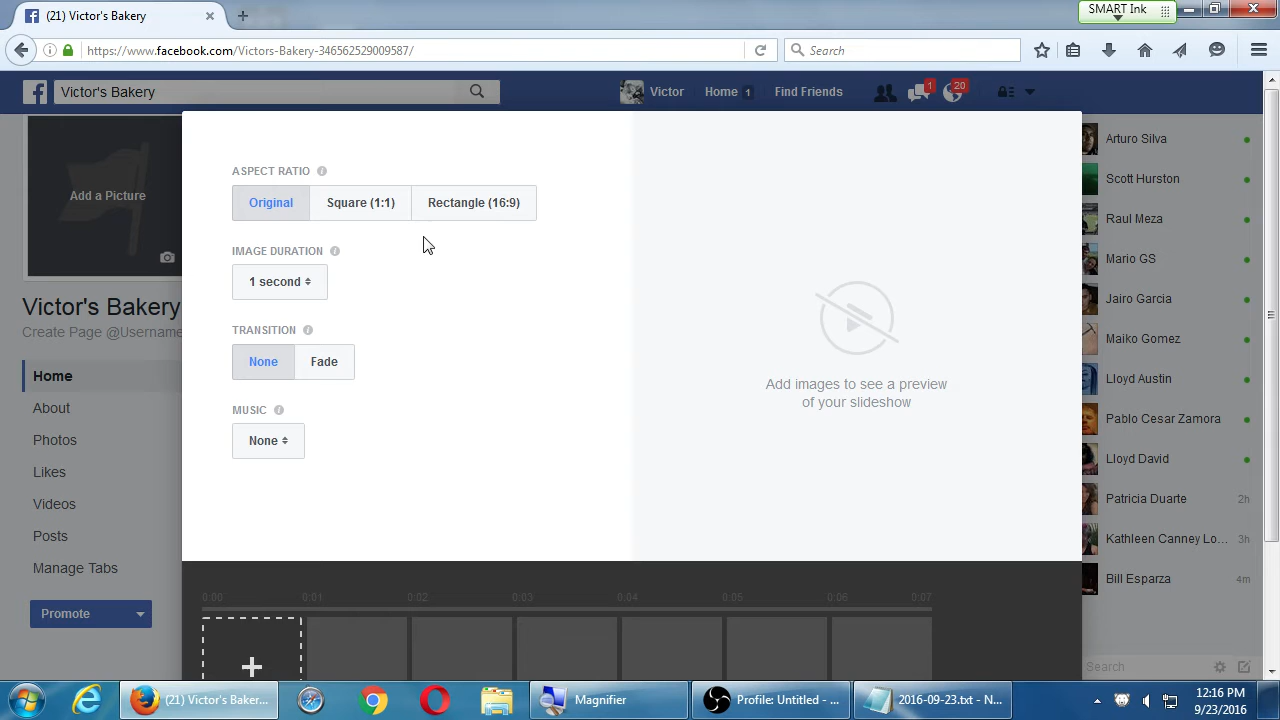 (21) Victor's Bakery
SMART Ink
https://www.facebook.com/Victors-Bakery-346562529009587/
Search
Victor's Bakery
Victor
Home 1
Find Friends
1
20
Add a Picture
Victor's Bakery
Create Page @Username
Home
About
Photos
Likes
Videos
Posts
Manage Tabs
Promote
ASPECT RATIO
Original
Square (1:1)
Rectangle (16:9)
IMAGE DURATION
1 second
TRANSITION
None
Fade
MUSIC
None
Add images to see a preview
of your slideshow
0:00
0:01
0:02
0:03
0:04
0:05
0:06
0:07
Arturo Silva
Scott Hurston
Raul Meza
Mario GS
Jairo Garcia
Maiko Gomez
Lloyd Austin
Pablo Cesar Zamora
Lloyd David
Patricia Duarte 2h
Kathleen Canney Lo... 3h
Bill Esparza 4m
Search
(21) Victor's Baker...
Magnifier
Profile: Untitled - ...
2016-09-23.txt - N...
12:16 PM
9/23/2016